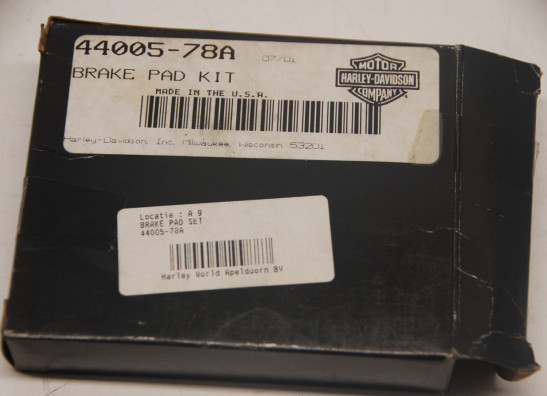 44005-78A 07/01
BRAKE PAD KIT
MADE IN THE U.S.A.
MOTOR
HARLEY-DAVIDSON
COMPANY
Harley-Davidson, Inc. Milwaukee, Wisconsin 53201
Locatie : A 9
BRAKE PAD SET
44005-78A
Harley World Apeldoorn BV